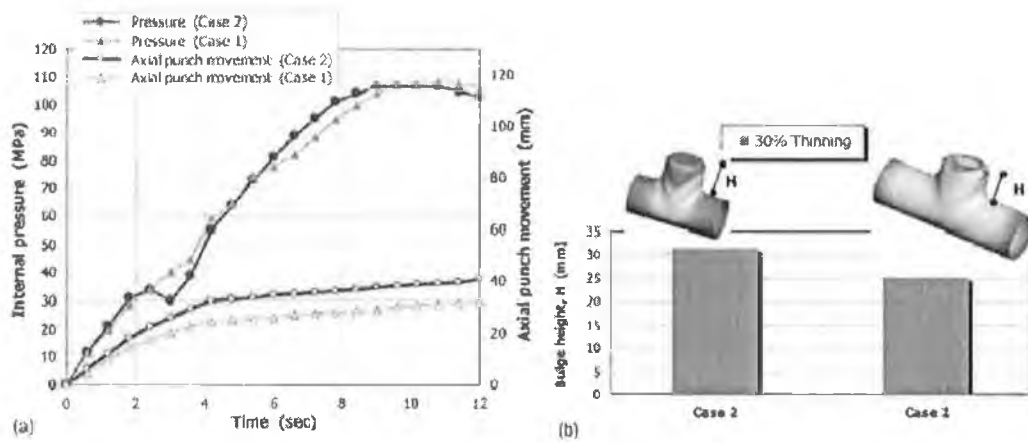 Pressure (Case 2)
Pressure (Case 1)
Axial punch movement (Case 2)
Axial punch movement (Case 1)
Internal pressure (MPa)
120
110
100
90
80
70
60
50
40
30
20
10
0
0
2
4
6
8
10
12
Time (sec)
120
100
80
60
40
20
0
Axial punch movement (mm)
(a)
30% Thinning
H
H
Bulge height, H (mm)
35
30
25
20
15
10
5
0
Case 2
Case 1
(b)